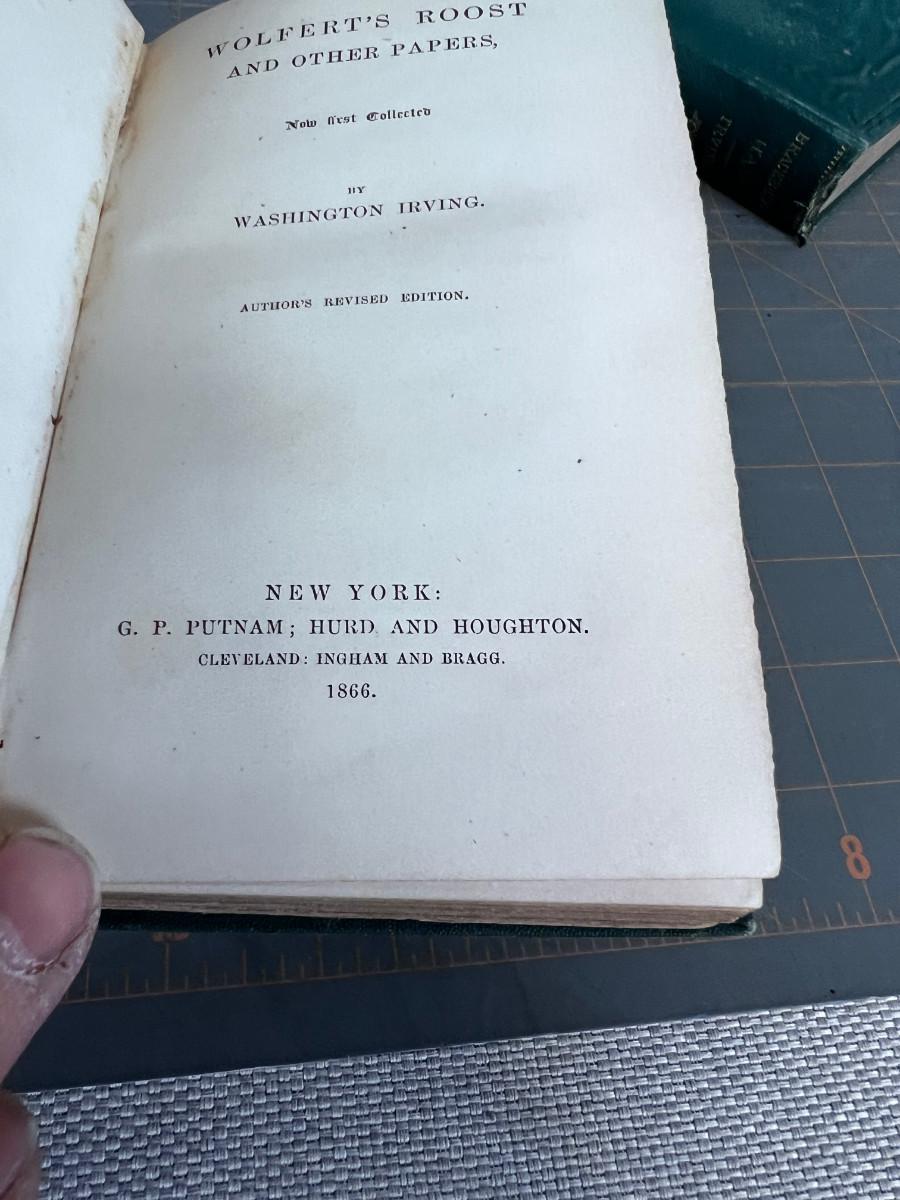 WOLFERT'S ROOST
AND OTHER PAPERS,
Now first Collected
BY
WASHINGTON IRVING.
AUTHOR'S REVISED EDITION.
NEW YORK:
G. P. PUTNAM; HURD AND HOUGHTON.
CLEVELAND: INGHAM AND BRAGG.
1866.
8